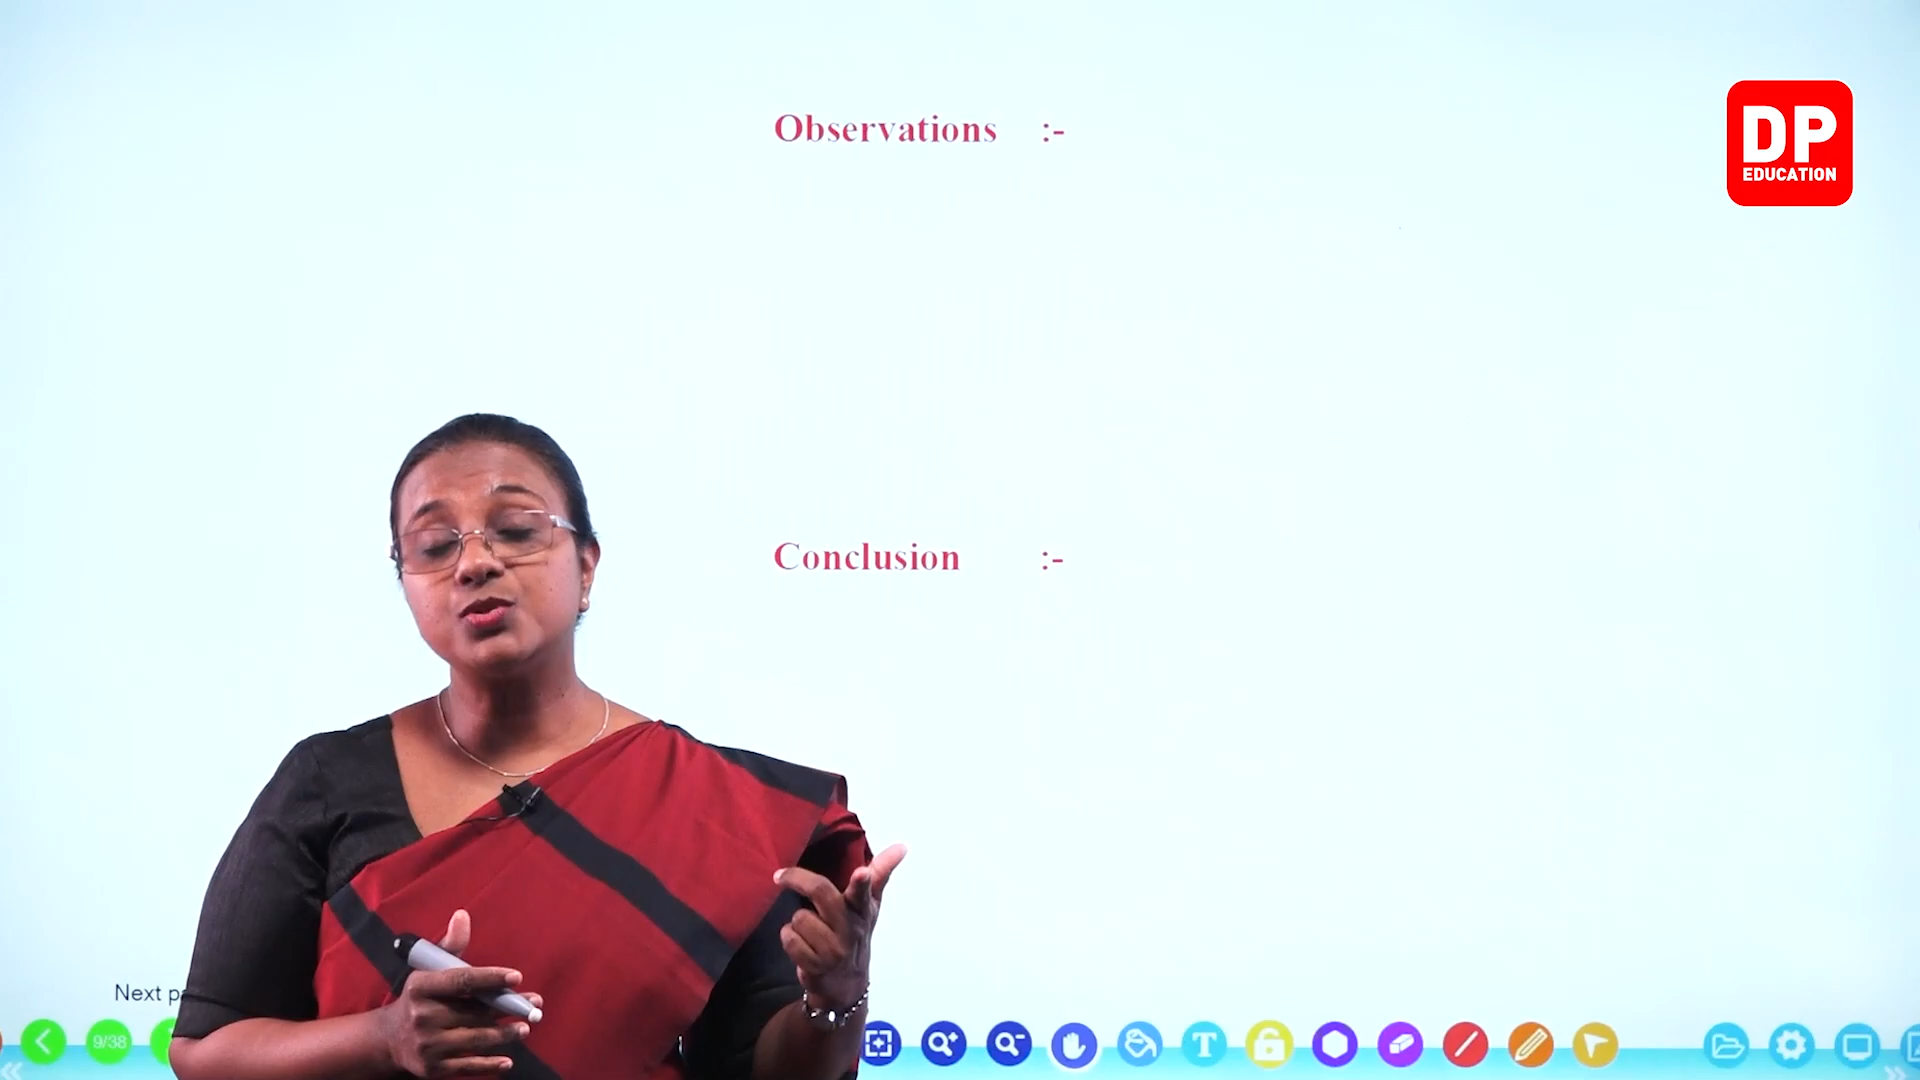 Observations :-
DP
EDUCATION
Conclusion :-
Next
9/38
T